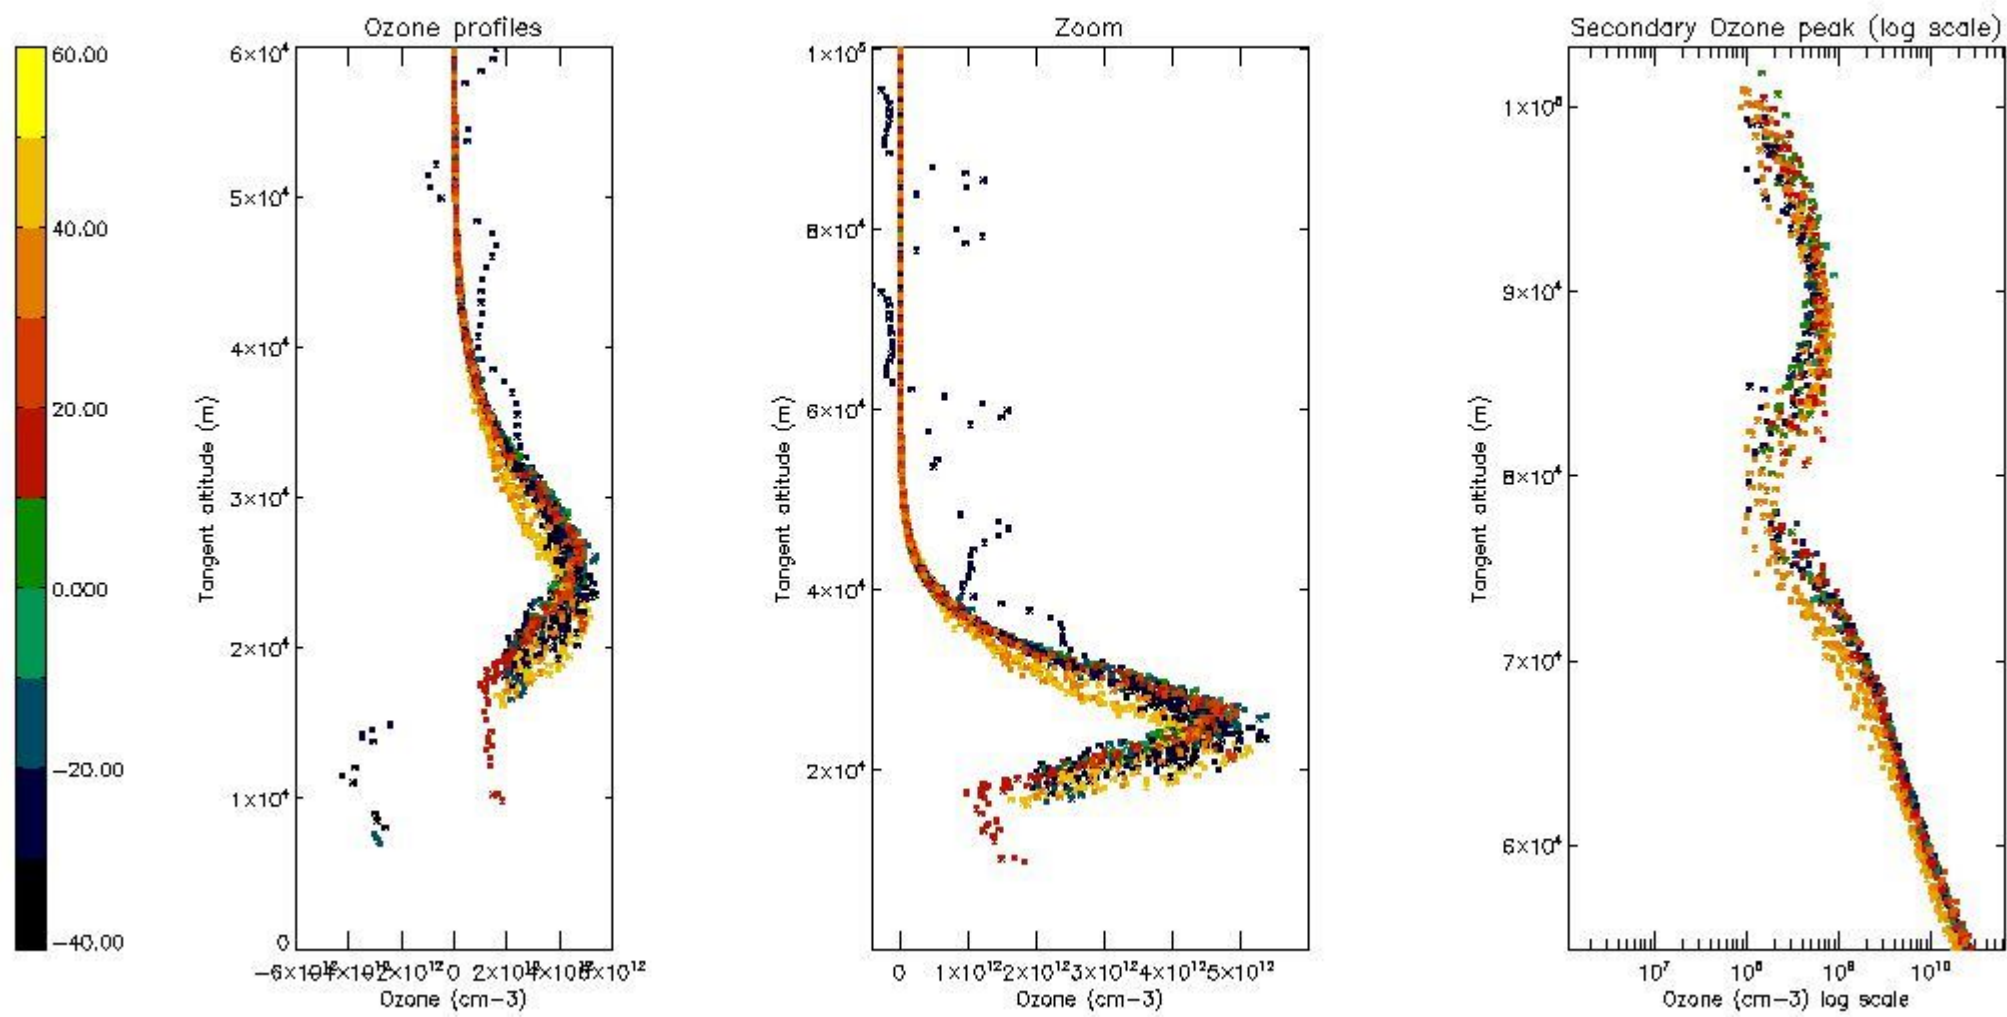 Ozone profiles
Zoom
Secondary Ozone peak (log scale)
60.00
40.00
20.00
0.000
−20.00
−40.00
6×10⁴
5×10⁴
4×10⁴
3×10⁴
2×10⁴
1×10⁴
0
Tangent altitude (m)
0
Ozone (cm−3)
1×10⁵
8×10⁴
6×10⁴
4×10⁴
2×10⁴
Tangent altitude (m)
0 1×10¹² 2×10¹² 3×10¹² 4×10¹² 5×10¹²
Ozone (cm−3)
9×10⁴
8×10⁴
7×10⁴
6×10⁴
Tangent altitude (m)
10⁷ 10⁸ 10⁹ 10¹⁰
Ozone (cm−3) log scale